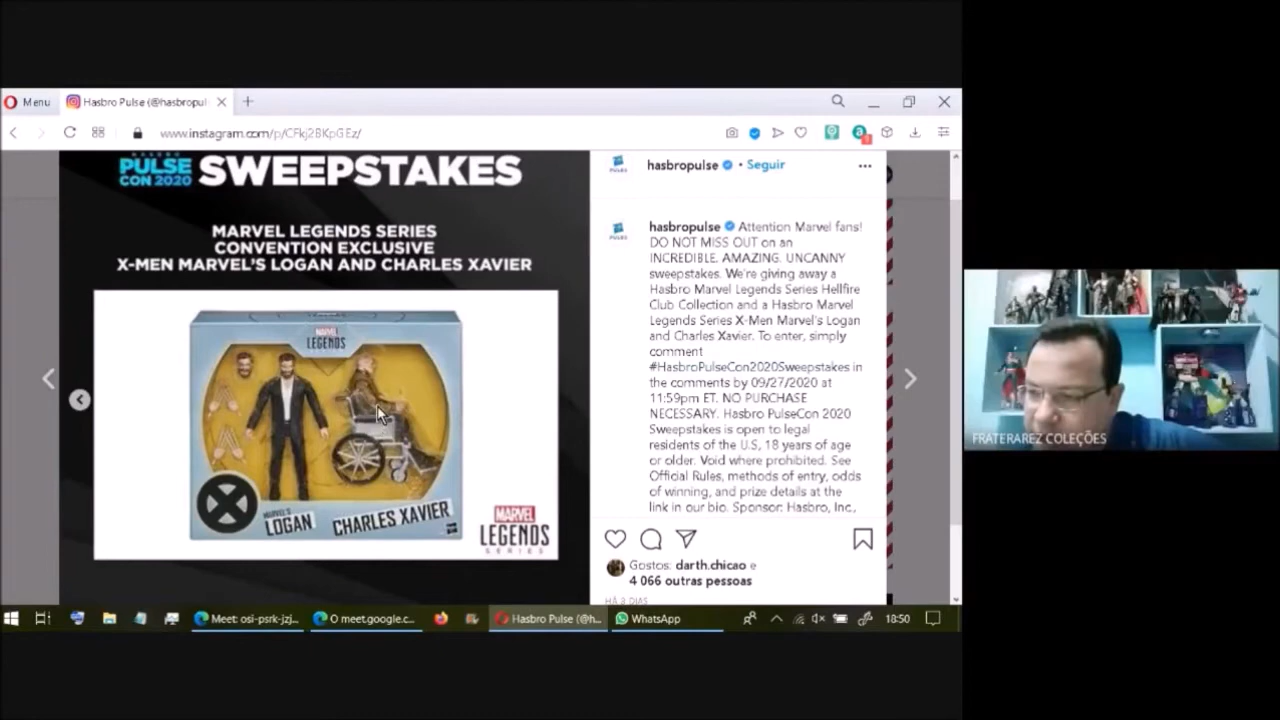 Menu
Hasbro Pulse (@hasbropul
www.instagram.com/p/CFkj2BKpGEz/
PULSE
CON 2020
SWEEPSTAKES
MARVEL LEGENDS SERIES
CONVENTION EXCLUSIVE
X-MEN MARVEL'S LOGAN AND CHARLES XAVIER
MARVEL
LEGENDS
MARVEL'S
LOGAN
CHARLES XAVIER
MARVEL
LEGENDS
SERIES
hasbropulse • Seguir
hasbropulse Attention Marvel fans!
DO NOT MISS OUT on an
INCREDIBLE. AMAZING. UNCANNY
sweepstakes. We're giving away a
Hasbro Marvel Legends Series Hellfire
Club Collection and a Hasbro Marvel
Legends Series X-Men Marvel's Logan
and Charles Xavier. To enter, simply
comment
#HasbroPulseCon2020Sweepstakes in
the comments by 09/27/2020 at
11:59pm ET. NO PURCHASE
NECESSARY. Hasbro PulseCon 2020
Sweepstakes is open to legal
residents of the U.S, 18 years of age
or older. Void where prohibited. See
Official Rules, methods of entry, odds
of winning, and prize details at the
link in our bio. Sponsor: Hasbro, Inc.,
Gostos: darth.chicao e
4 066 outras pessoas
HÁ 3 DIAS
FRATERAREZ COLEÇÕES
Meet: osi-psrk-jzj...
O meet.google.c...
Hasbro Pulse (@h...
WhatsApp
18:50